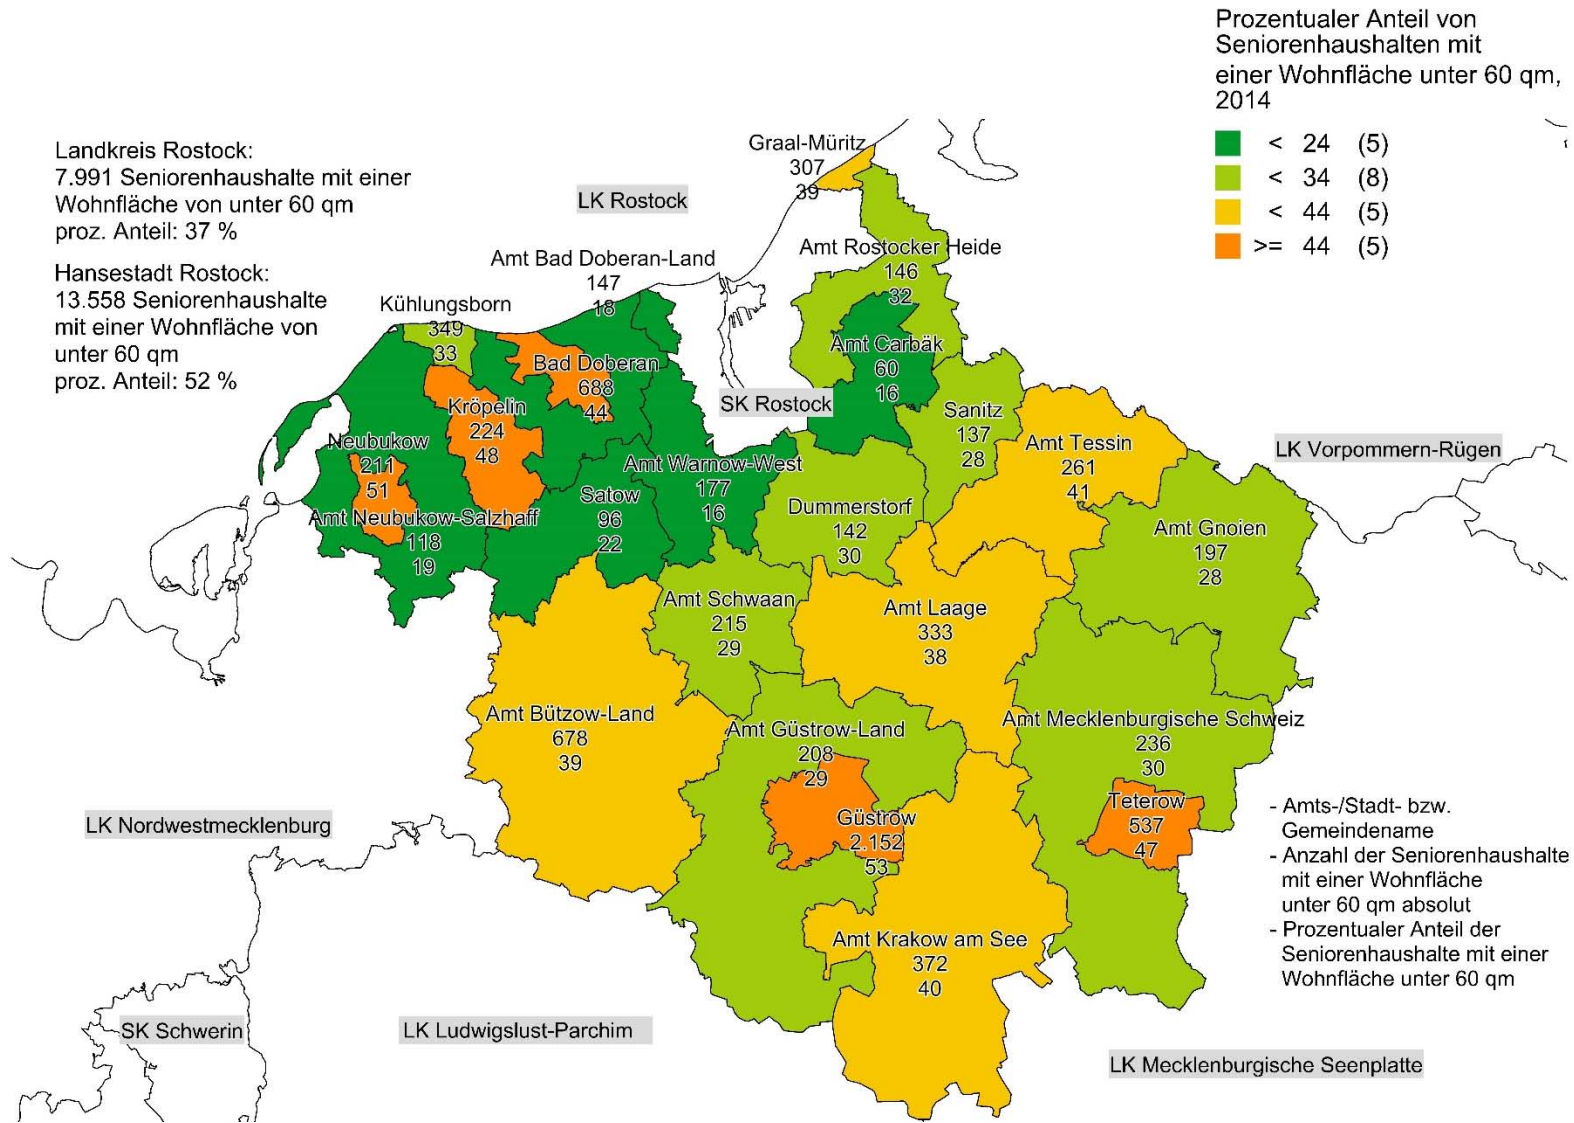 Prozentualer Anteil von
Seniorenhaushalten mit
einer Wohnfläche unter 60 qm,
2014
< 24 (5)
< 34 (8)
< 44 (5)
>= 44 (5)
Landkreis Rostock:
7.991 Seniorenhaushalte mit einer
Wohnfläche von unter 60 qm
proz. Anteil: 37 %
Hansestadt Rostock:
13.558 Seniorenhaushalte
mit einer Wohnfläche von
unter 60 qm
proz. Anteil: 52 %
Graal-Müritz
307
39
LK Rostock
Amt Rostocker Heide
146
32
Amt Bad Doberan-Land
147
18
Kühlungsborn
349
33
Bad Doberan
688
44
Amt Carbäk
60
16
SK Rostock
Kröpelin
224
48
Sanitz
137
28
Neubukow
211
51
Amt Tessin
261
41
LK Vorpommern-Rügen
Amt Warnow-West
177
16
Satow
96
22
Dummerstorf
142
30
Amt Neubukow-Salzhaff
118
19
Amt Gnoien
197
28
Amt Schwaan
215
29
Amt Laage
333
38
Amt Bützow-Land
678
39
Amt Güstrow-Land
208
29
Amt Mecklenburgische Schweiz
236
30
Güstrow
2.152
53
Teterow
537
47
LK Nordwestmecklenburg
- Amts-/Stadt- bzw.
Gemeindename
- Anzahl der Seniorenhaushalte
mit einer Wohnfläche
unter 60 qm absolut
- Prozentualer Anteil der
Seniorenhaushalte mit einer
Wohnfläche unter 60 qm
Amt Krakow am See
372
40
SK Schwerin
LK Ludwigslust-Parchim
LK Mecklenburgische Seenplatte